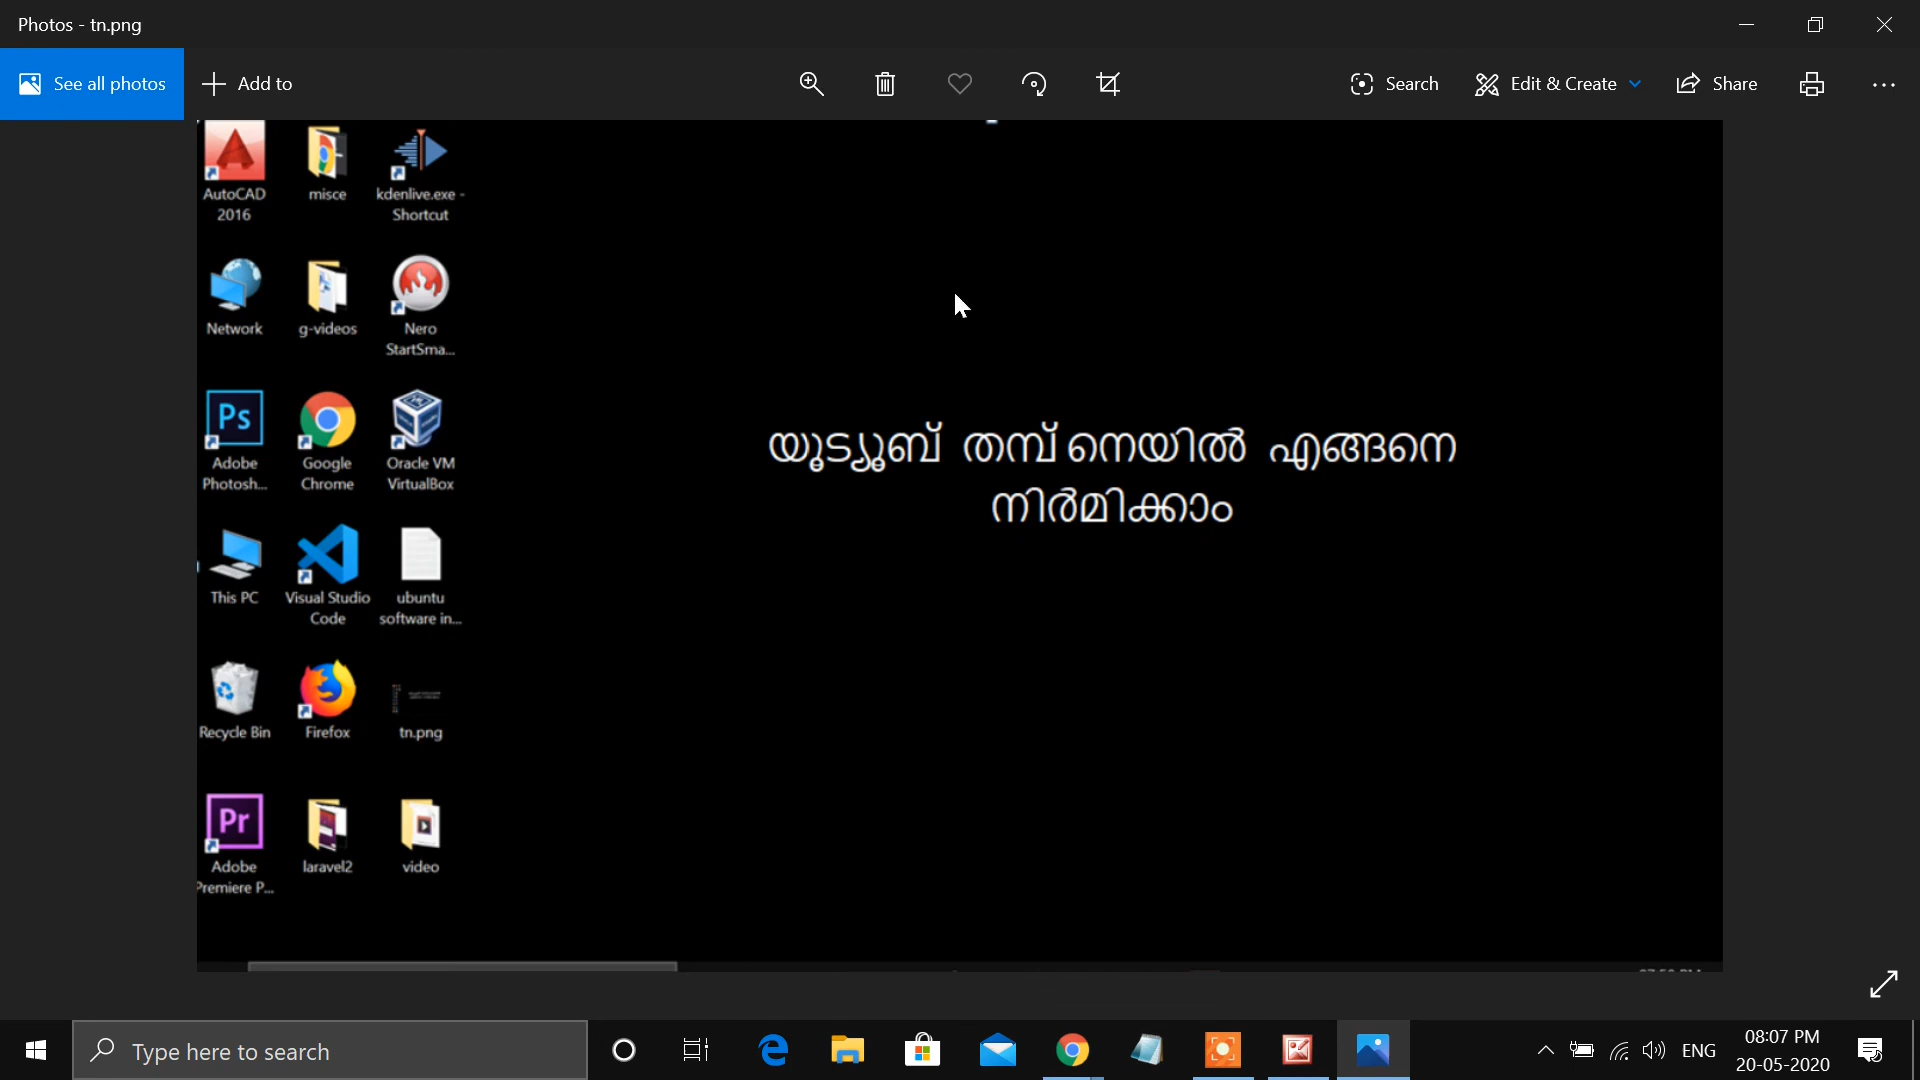 Photos - tn.png
See all photos
Add to
Search
Edit & Create
Share
AutoCAD
2016
misce
kdenlive.exe -
Shortcut
Network
g-videos
Nero
StartSma...
Ps
Adobe
Photosh...
Google
Chrome
Oracle VM
VirtualBox
യൂട്യൂബ് തമ്പ് നെയിൽ എങ്ങനെ
നിർമിക്കാം
This PC
Visual Studio
Code
ubuntu
software in...
Recycle Bin
Firefox
tn.png
Pr
Adobe
Premiere P...
laravel2
video
Type here to search
ENG
08:07 PM
20-05-2020